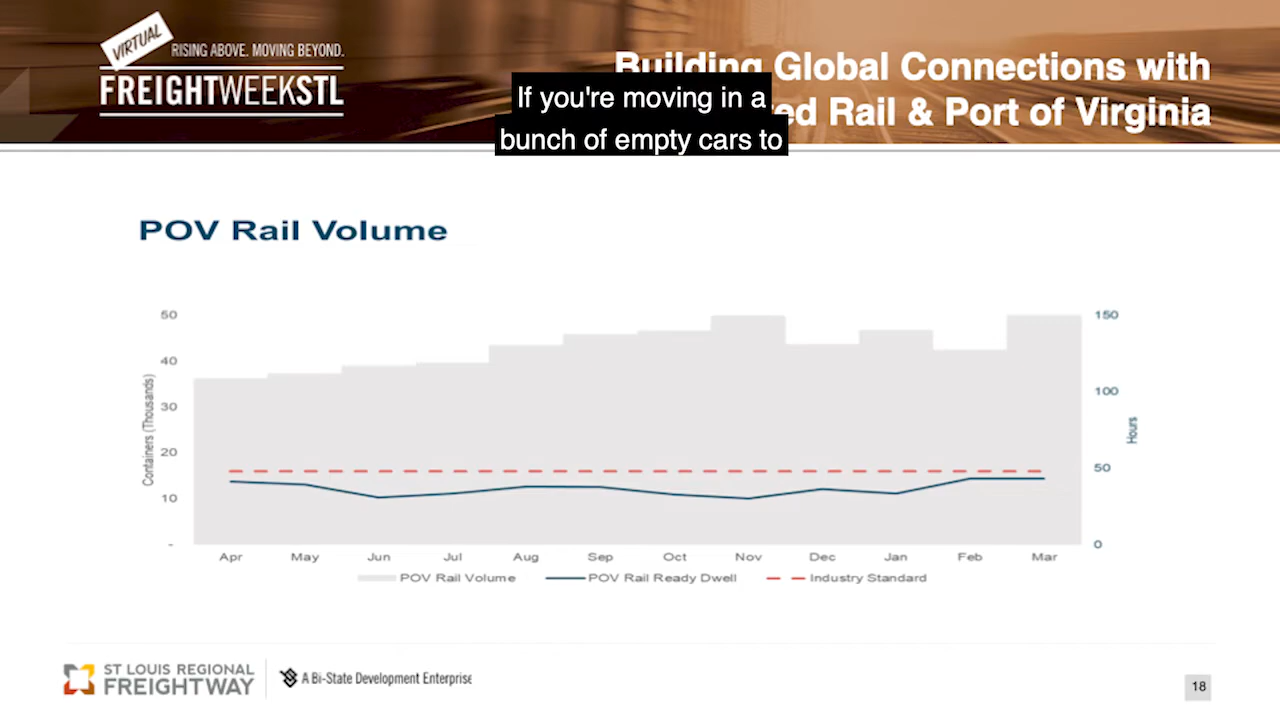 VIRTUAL
RISING ABOVE. MOVING BEYOND.
FREIGHTWEEKSTL
Building Global Connections with
Rail & Port of Virginia
If you're moving in a
bunch of empty cars to
POV Rail Volume
50
40
30
20
10
-
Containers (Thousands)
150
100
50
0
Hours
Apr May Jun Jul Aug Sep Oct Nov Dec Jan Feb Mar
POV Rail Volume POV Rail Ready Dwell Industry Standard
ST LOUIS REGIONAL
FREIGHTWAY
A Bi-State Development Enterprise
18